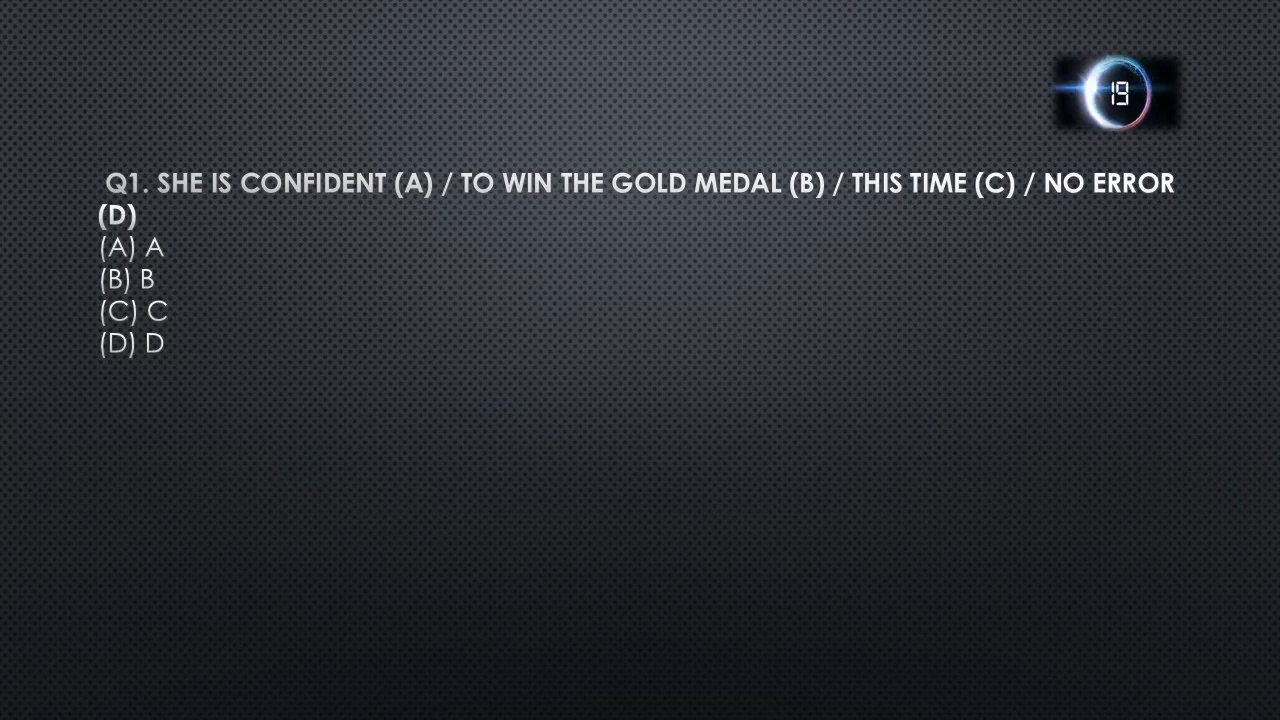 19
Q1. SHE IS CONFIDENT (A) / TO WIN THE GOLD MEDAL (B) / THIS TIME (C) / NO ERROR
(D)
(A) A
(B) B
(C) C
(D) D